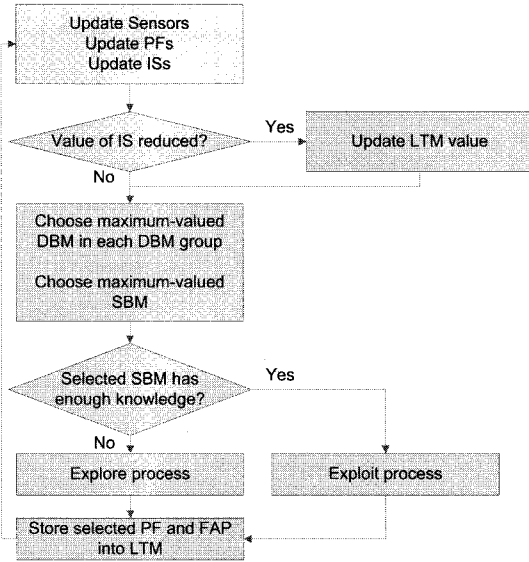 Update Sensors
Update PFs
Update ISs
Value of IS reduced?
Yes
Update LTM value
No
Choose maximum-valued
DBM in each DBM group
Choose maximum-valued
SBM
Selected SBM has
enough knowledge?
Yes
No
Explore process
Exploit process
Store selected PF and FAP
into LTM